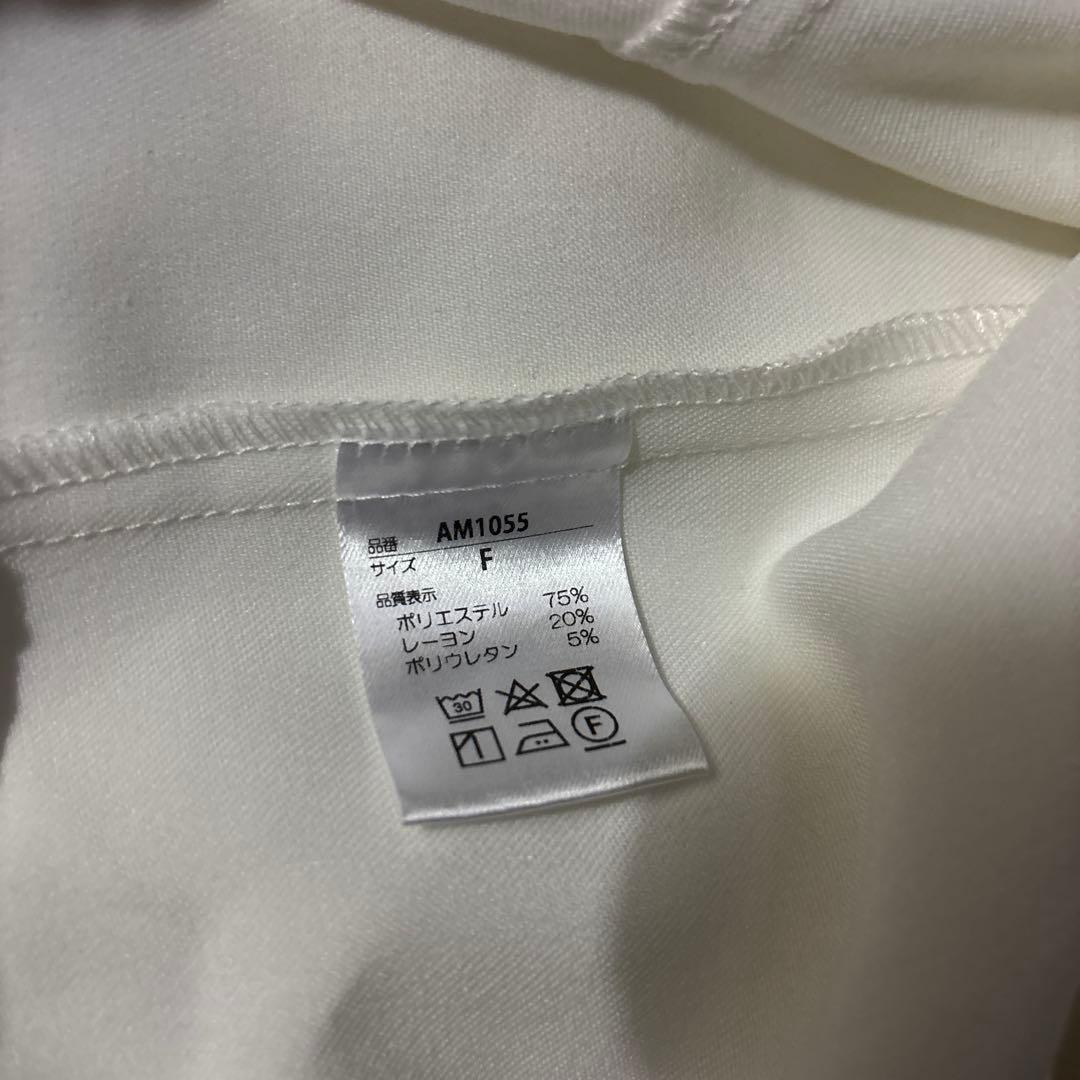 品番 AM1055
サイズ F
品質表示
ポリエステル 75%
レーヨン 20%
ポリウレタン 5%
30
F